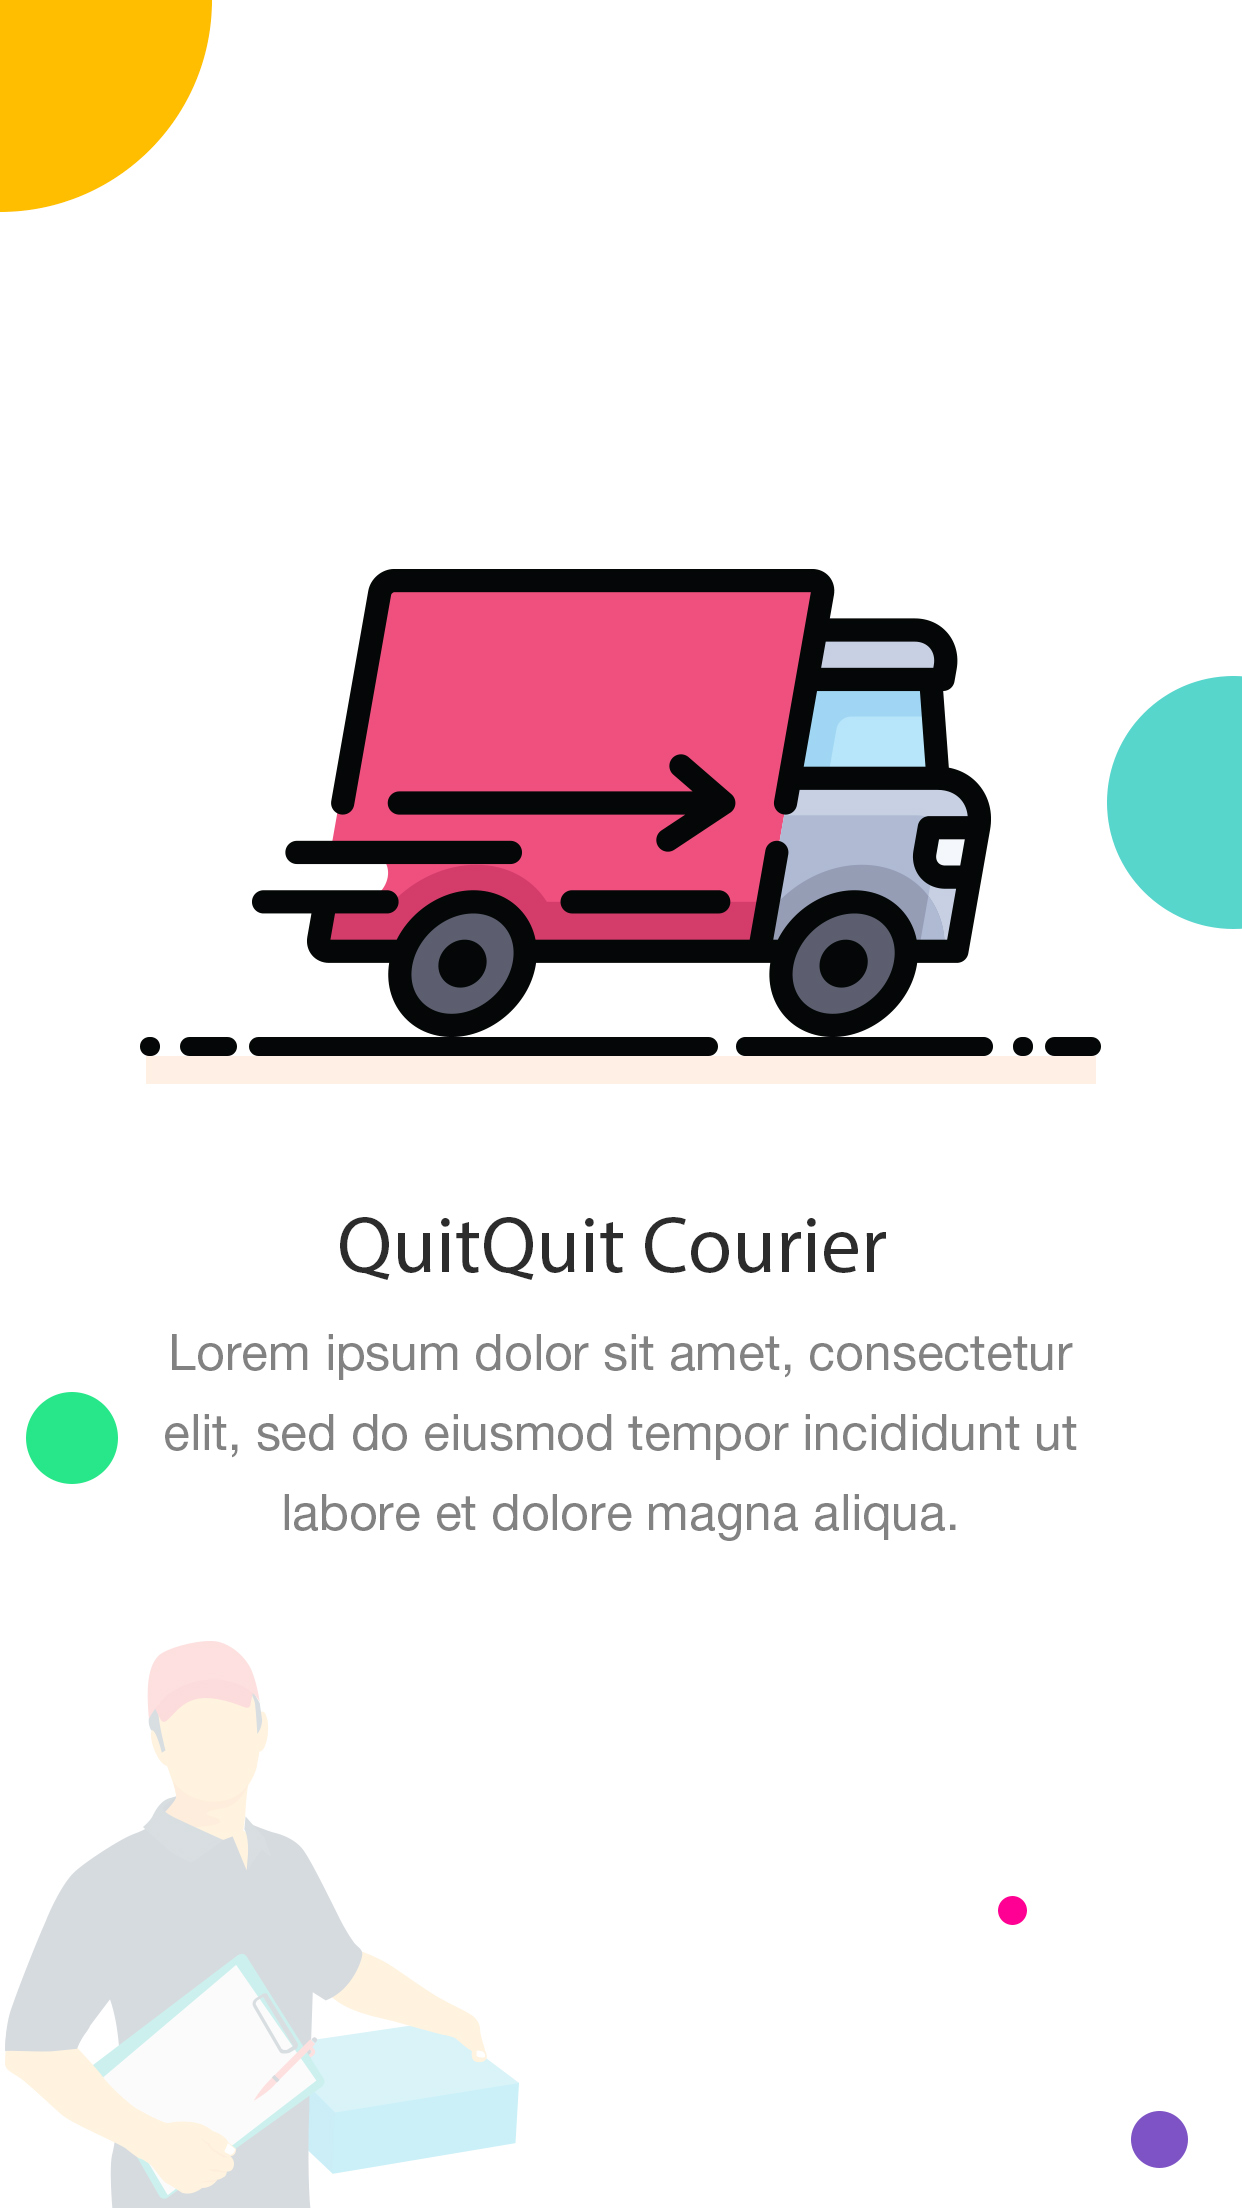 QuitQuit Courier
Lorem ipsum dolor sit amet, consectetur
elit, sed do eiusmod tempor incididunt ut
labore et dolore magna aliqua.